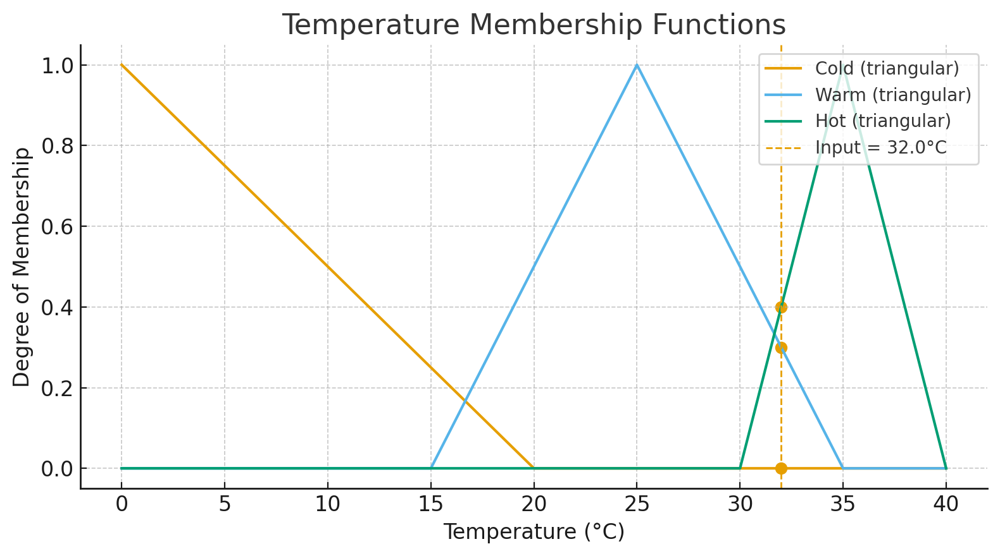 Temperature Membership Functions
Degree of Membership
1.0
0.8
0.6
0.4
0.2
0.0
Cold (triangular)
Warm (triangular)
Hot (triangular)
Input = 32.0°C
0 5 10 15 20 25 30 35 40
Temperature (°C)